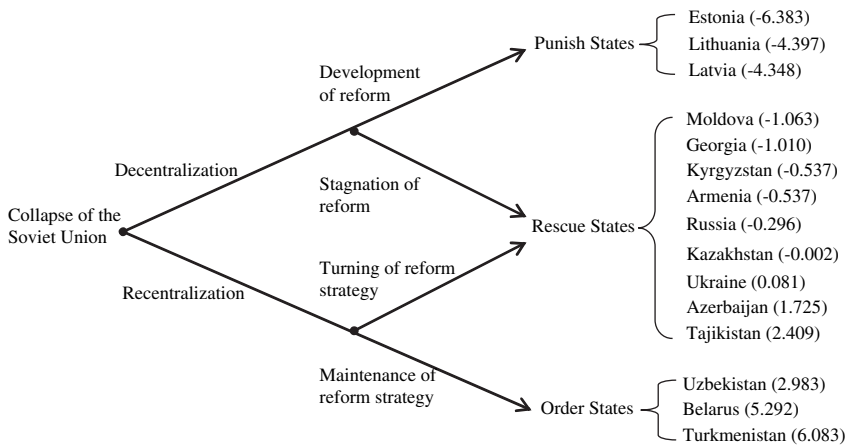 Estonia (-6.383)
Punish States
Lithuania (-4.397)
Latvia (-4.348)
Development
of reform
Moldova (-1.063)
Georgia (-1.010)
Kyrgyzstan (-0.537)
Armenia (-0.537)
Russia (-0.296)
Kazakhstan (-0.002)
Ukraine (0.081)
Azerbaijan (1.725)
Tajikistan (2.409)
Decentralization
Stagnation of
reform
Collapse of the
Soviet Union
Rescue States
Turning of reform
strategy
Recentralization
Maintenance of
reform strategy
Order States
Uzbekistan (2.983)
Belarus (5.292)
Turkmenistan (6.083)